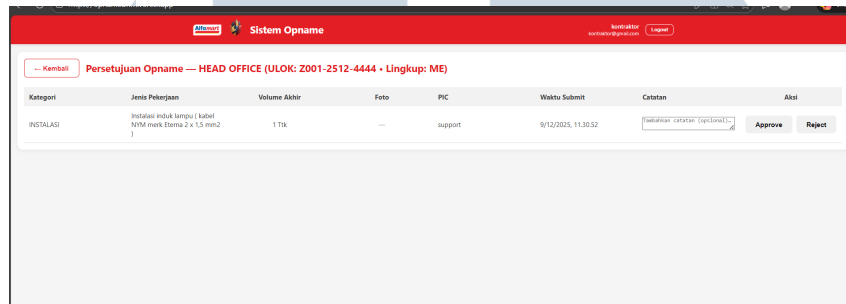 Alfamart Sistem Opname
kontraktor
kontraktor@gmail.com
Logout
← Kembali Persetujuan Opname — HEAD OFFICE (ULOK: Z001-2512-4444 • Lingkup: ME)
Kategori Jenis Pekerjaan Volume Akhir Foto PIC Waktu Submit Catatan Aksi
INSTALASI
Instalasi induk lampu ( kabel
NYM merk Eterna 2 x 1,5 mm2
)
1 Ttk — support 9/12/2025, 11.30.52 Tambahkan catatan (opsional)… Approve Reject